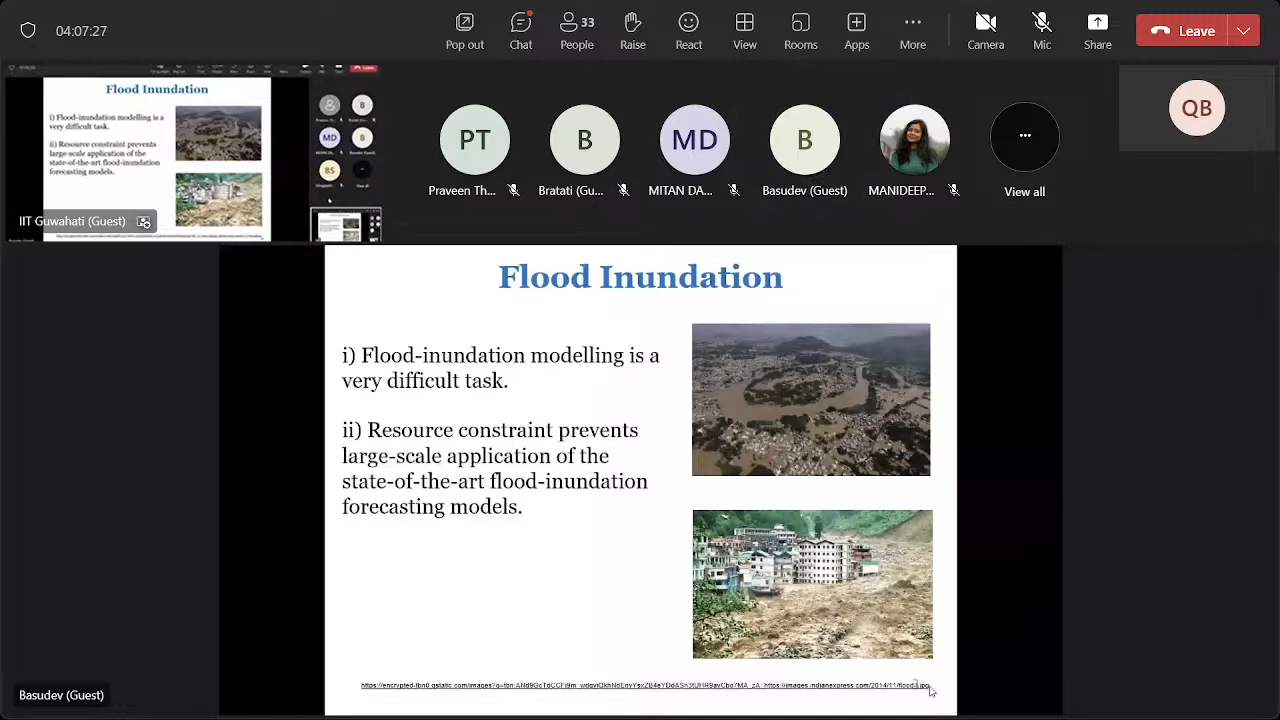 04:07:27
Pop out
Chat
33
People
Raise
React
View
Rooms
Apps
More
Camera
Mic
Share
Leave
Flood Inundation
i) Flood-inundation modelling is a
very difficult task.
ii) Resource constraint prevents
large-scale application of the
state-of-the-art flood-inundation
forecasting models.
B
MD
B
BS
IIT Guwahati (Guest)
PT
Praveen Th...
B
Bratati (Gu...
MD
MITAN DA...
B
Basudev (Guest)
MANIDEEP...
View all
QB
Flood Inundation
i) Flood-inundation modelling is a
very difficult task.
ii) Resource constraint prevents
large-scale application of the
state-of-the-art flood-inundation
forecasting models.
Basudev (Guest)